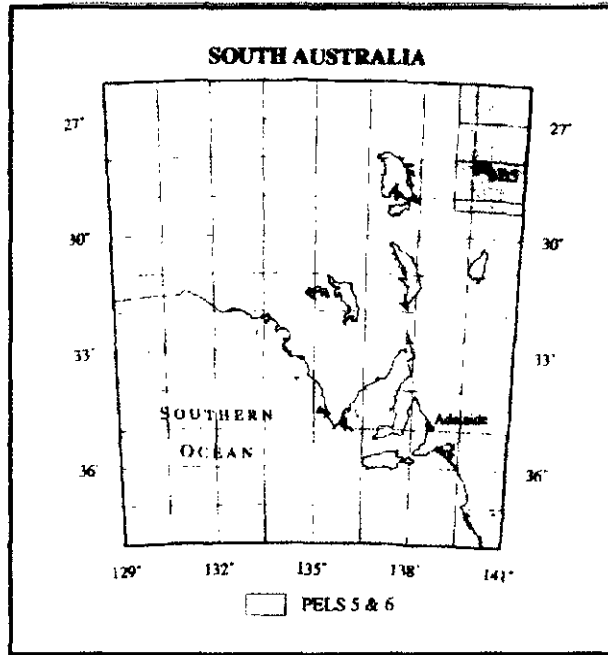 SOUTH AUSTRALIA
27° 27°
30° 30°
33° 33°
Adelaide
SOUTHERN
OCEAN
36° 36°
129° 132° 135° 138° 141°
PELS 5 & 6